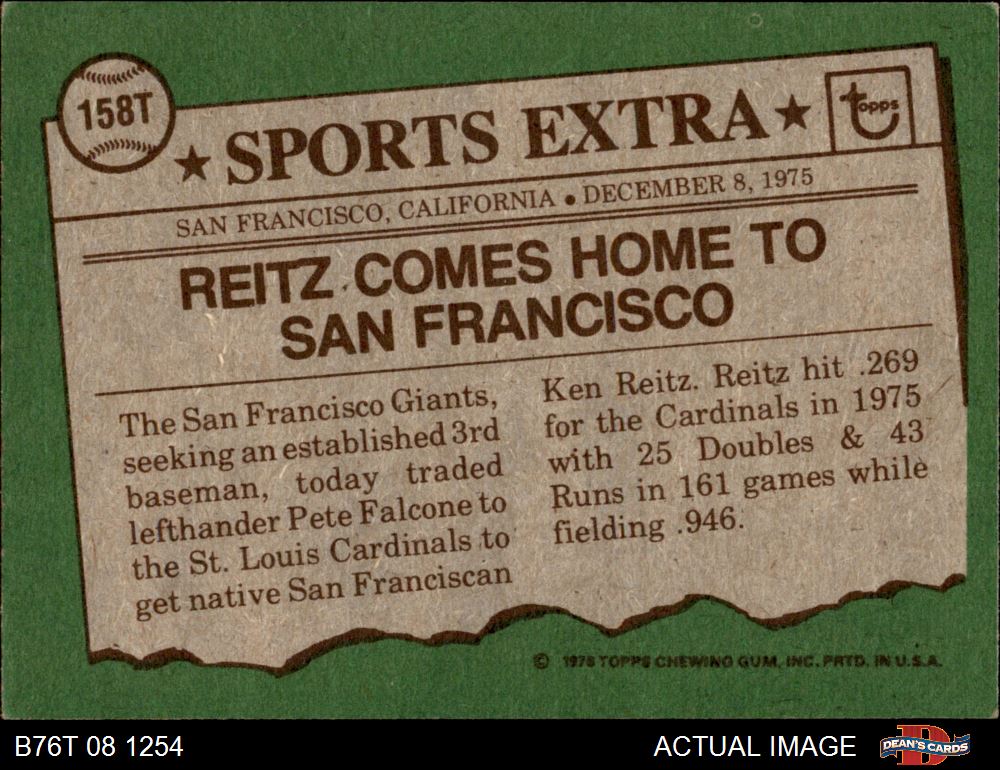 158T
★ SPORTS EXTRA ★
topps
SAN FRANCISCO, CALIFORNIA • DECEMBER 8, 1975
REITZ COMES HOME TO
SAN FRANCISCO
The San Francisco Giants,
seeking an established 3rd
baseman, today traded
lefthander Pete Falcone to
the St. Louis Cardinals to
get native San Franciscan
Ken Reitz. Reitz hit .269
for the Cardinals in 1975
with 25 Doubles & 43
Runs in 161 games while
fielding .946.
© 1976 TOPPS CHEWING GUM, INC. PRTD. IN U.S.A.
B76T 08 1254
ACTUAL IMAGE
DEAN'S CARDS